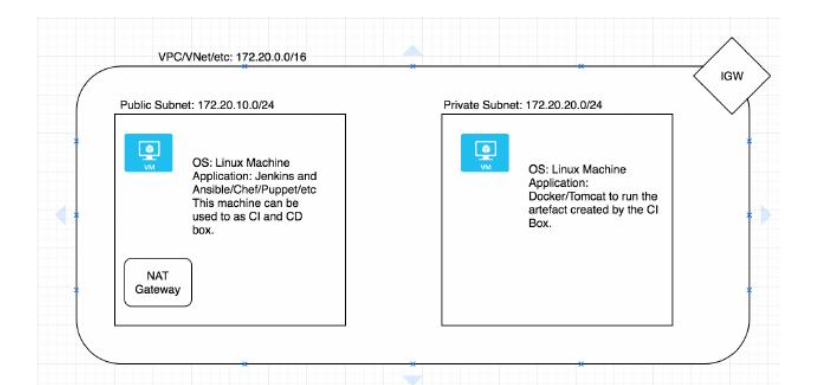 VPC/VNet/etc: 172.20.0.0/16
IGW
Public Subnet: 172.20.10.0/24
VM
OS: Linux Machine
Application: Jenkins and
Ansible/Chef/Puppet/etc
This machine can be
used to as CI and CD
box.
NAT
Gateway
Private Subnet: 172.20.20.0/24
VM
OS: Linux Machine
Application:
Docker/Tomcat to run the
artefact created by the CI
Box.